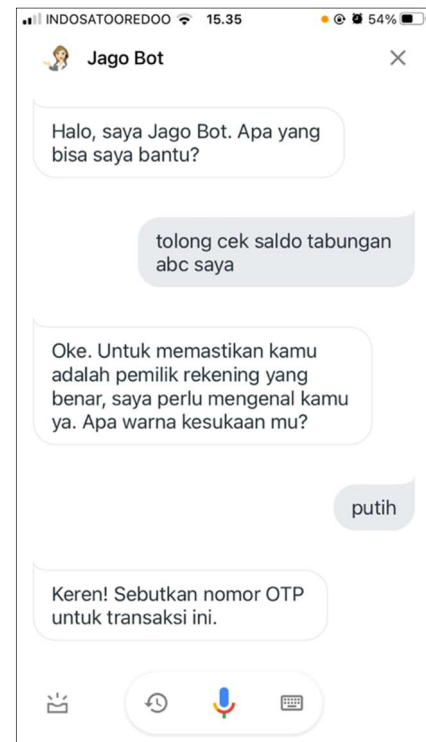 INDOSATOOREDOO 15.35 54%
Jago Bot
Halo, saya Jago Bot. Apa yang
bisa saya bantu?
tolong cek saldo tabungan
abc saya
Oke. Untuk memastikan kamu
adalah pemilik rekening yang
benar, saya perlu mengenal kamu
ya. Apa warna kesukaan mu?
putih
Keren! Sebutkan nomor OTP
untuk transaksi ini.